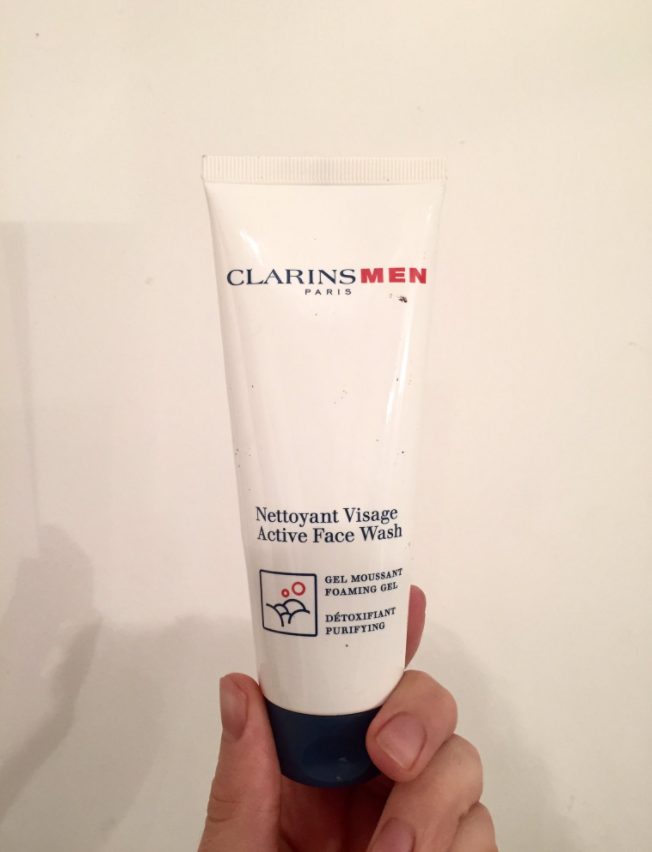 CLARINSMEN
PARIS
Nettoyant Visage
Active Face Wash
GEL MOUSSANT
FOAMING GEL
DÉTOXIFIANT
PURIFYING